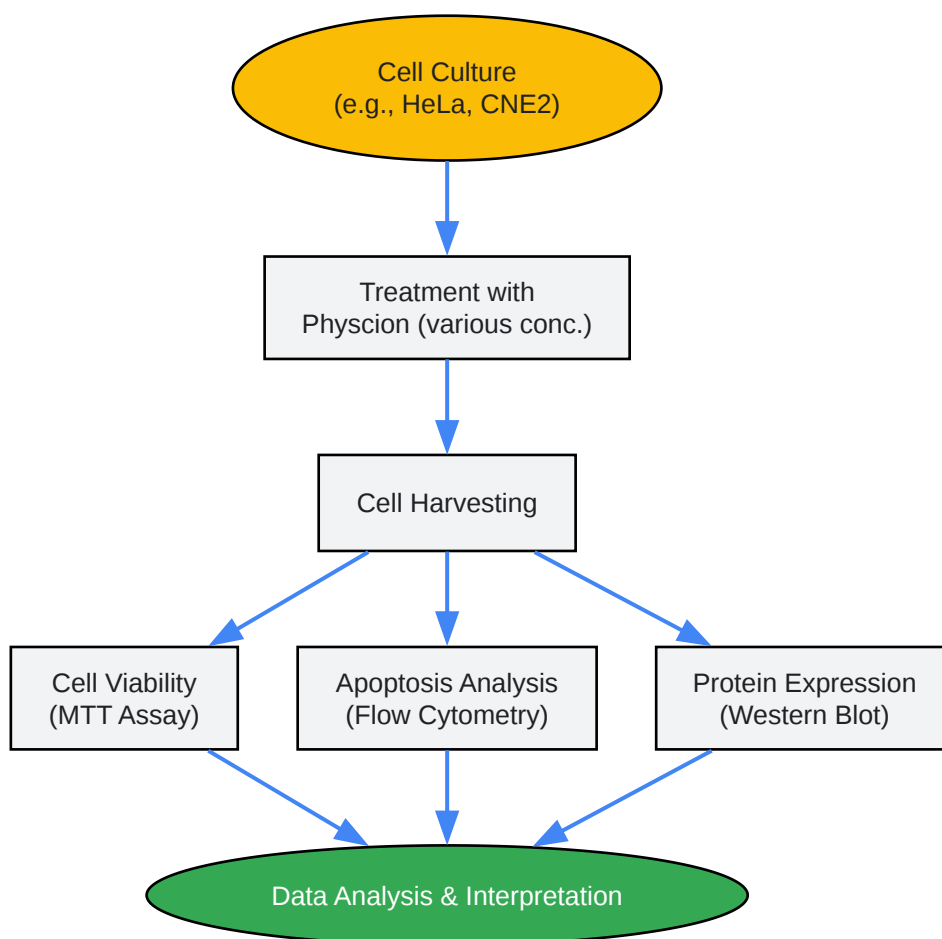 Cell Culture
(e.g., HeLa, CNE2)
Treatment with
Physcion (various conc.)
Cell Harvesting
Cell Viability
(MTT Assay)
Apoptosis Analysis
(Flow Cytometry)
Protein Expression
(Western Blot)
Data Analysis & Interpretation